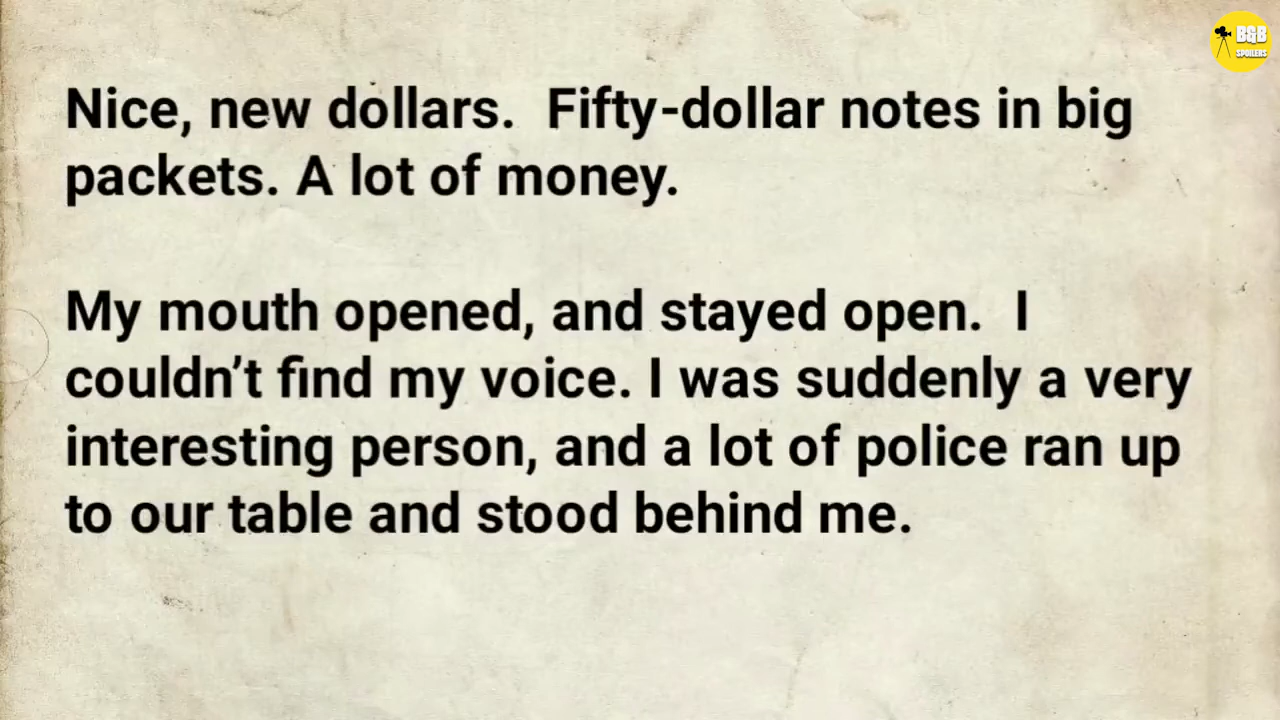 B&B
SPOILERS
Nice, new dollars.  Fifty-dollar notes in big
packets. A lot of money.
My mouth opened, and stayed open.  I
couldn’t find my voice. I was suddenly a very
interesting person, and a lot of police ran up
to our table and stood behind me.